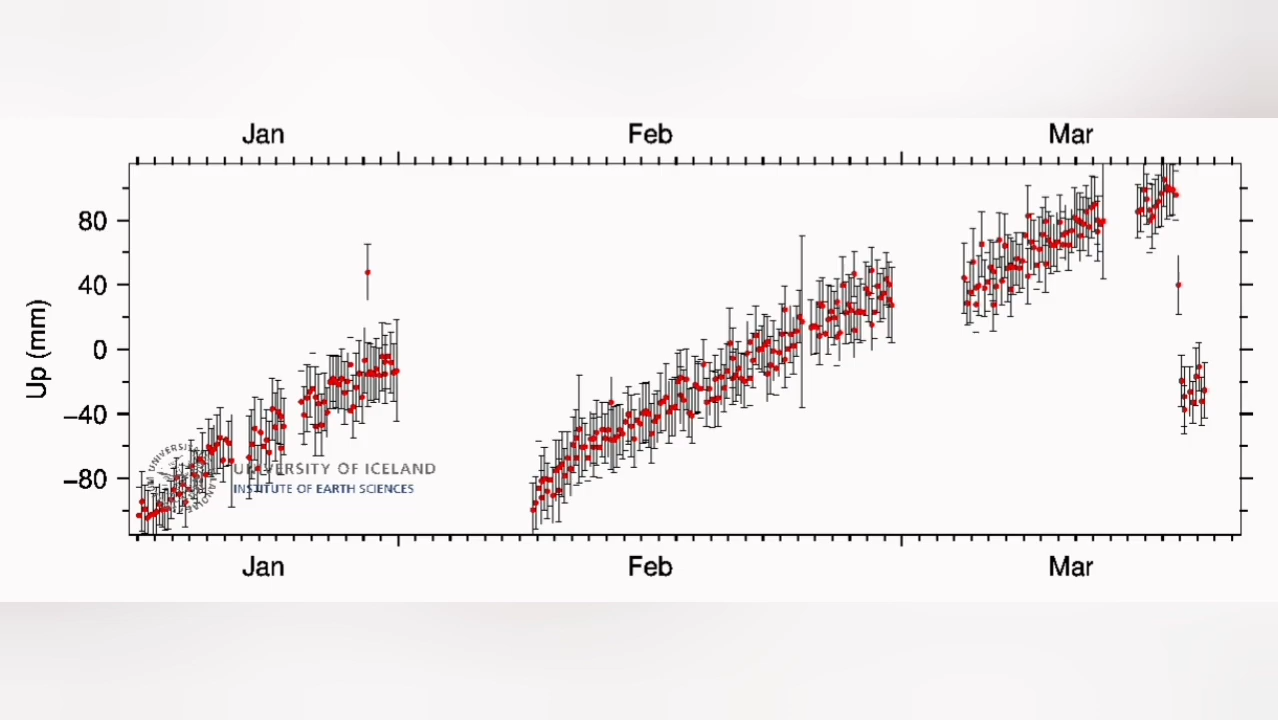 Jan Feb Mar
Up (mm)
80
40
0
−40
−80
UNIVERSITY OF ICELAND
INSTITUTE OF EARTH SCIENCES
Jan Feb Mar